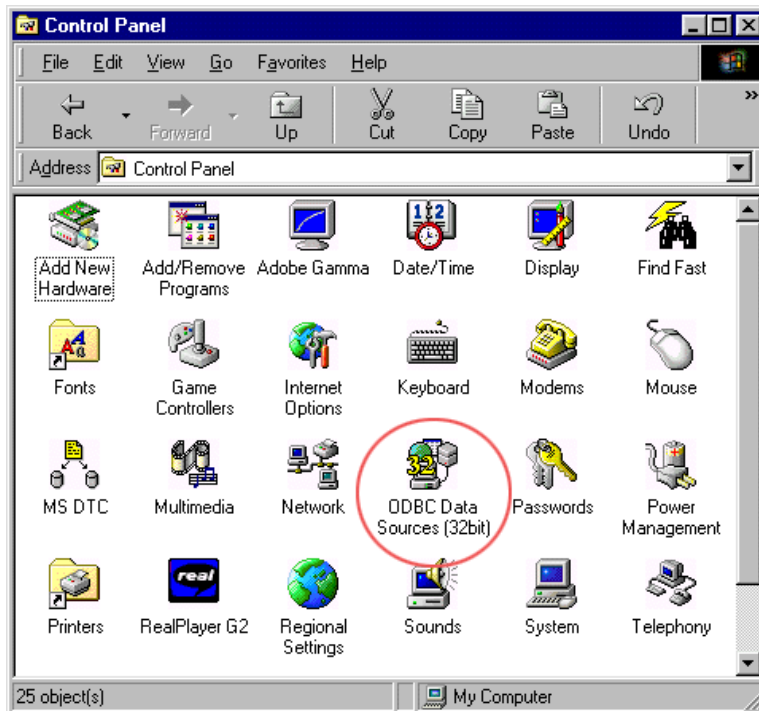 Control Panel
File Edit View Go Favorites Help
Back Forward Up Cut Copy Paste Undo »
Address Control Panel
Add New Hardware
Add/Remove Programs
Adobe Gamma
Date/Time
Display
Find Fast
Fonts
Game Controllers
Internet Options
Keyboard
Modems
Mouse
MS DTC
Multimedia
Network
ODBC Data Sources (32bit)
Passwords
Power Management
Printers
RealPlayer G2
Regional Settings
Sounds
System
Telephony
25 object(s) My Computer